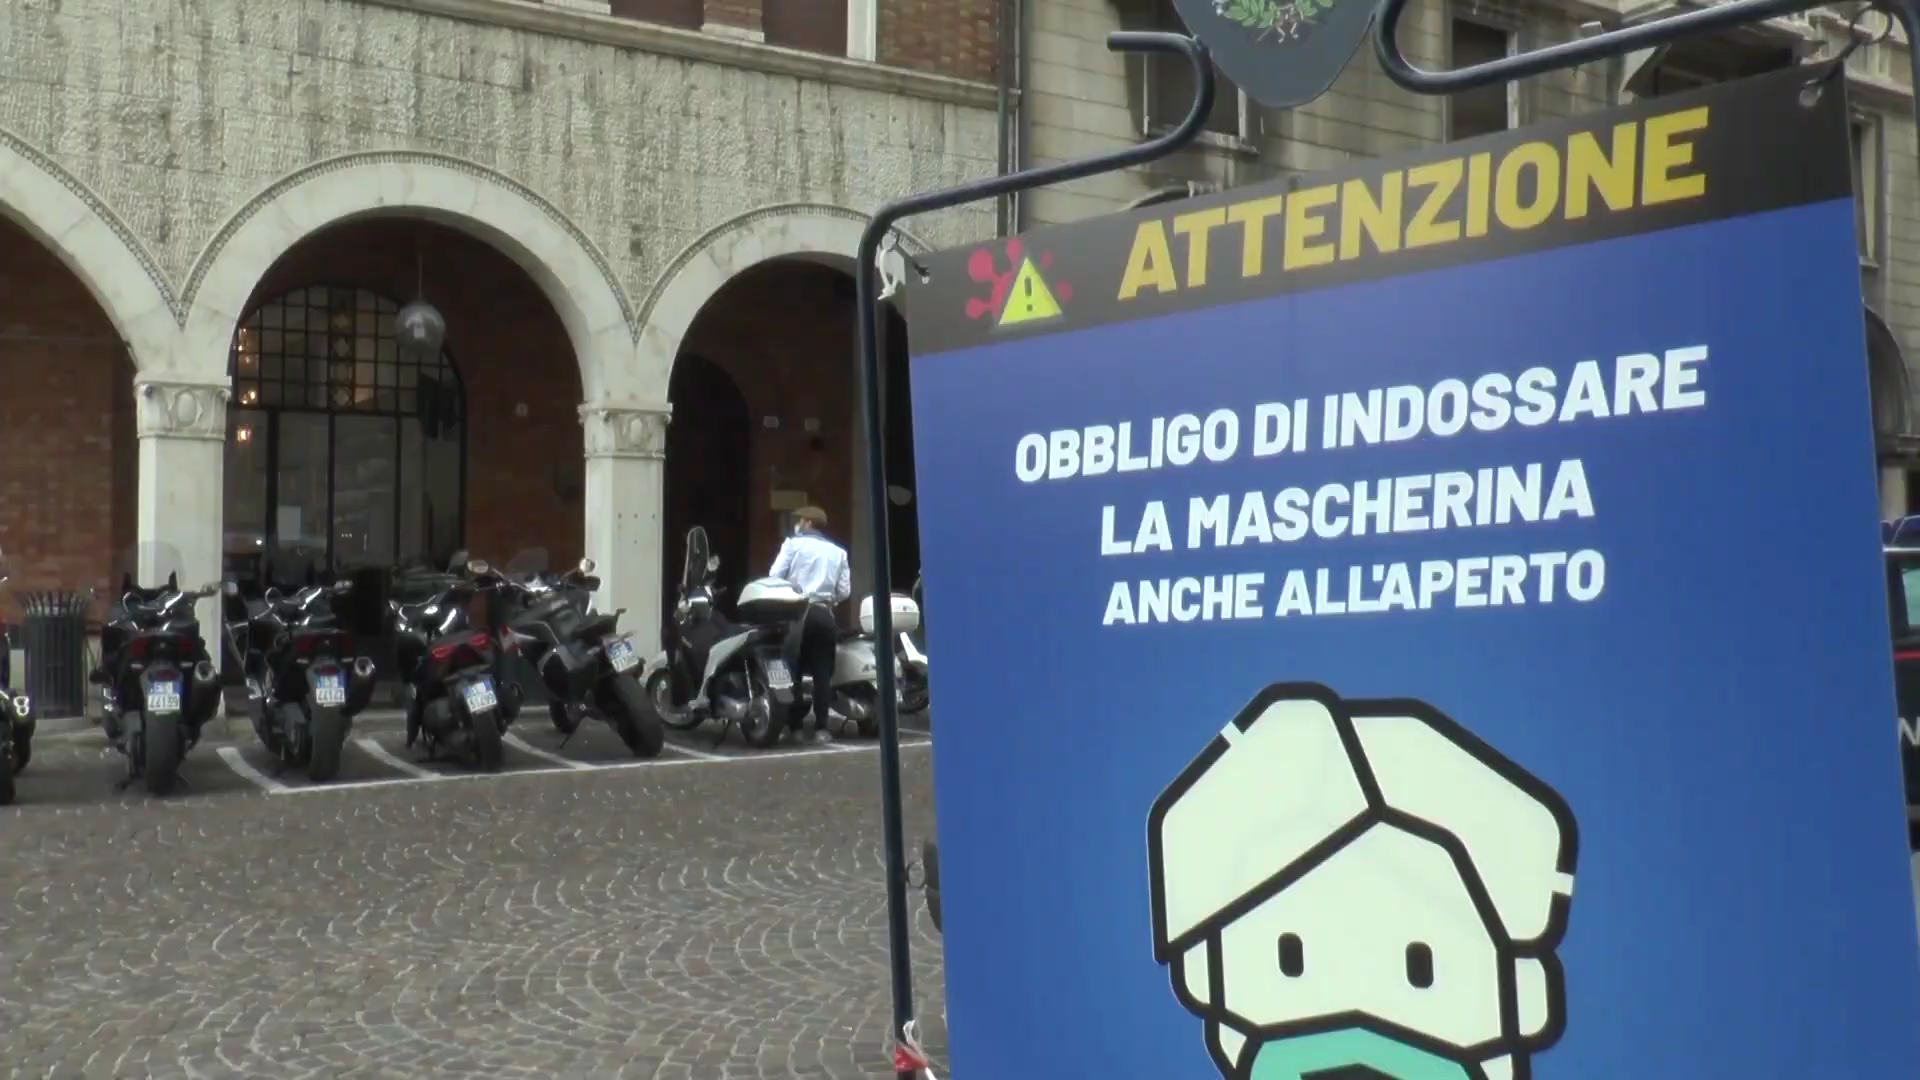 ATTENZIONE
OBBLIGO DI INDOSSARE
LA MASCHERINA
ANCHE ALL'APERTO